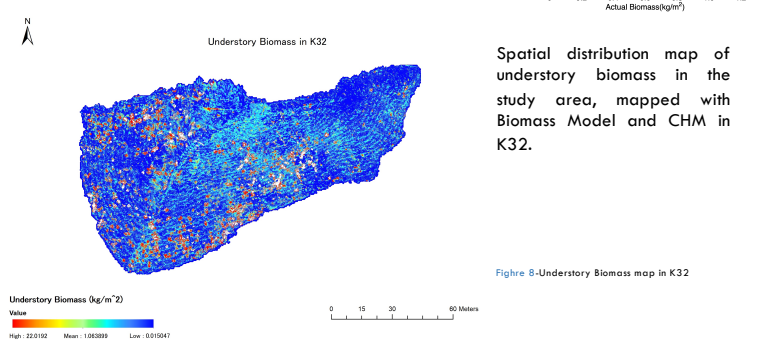 Actual Biomass(kg/m²)
N
Understory Biomass in K32
Spatial distribution map of
understory biomass in the
study area, mapped with
Biomass Model and CHM in
K32.
Fighre 8-Understory Biomass map in K32
Understory Biomass (kg/m^2)
Value
High : 22.0192 Mean : 1.063899 Low : 0.015047
0 15 30 60 Meters